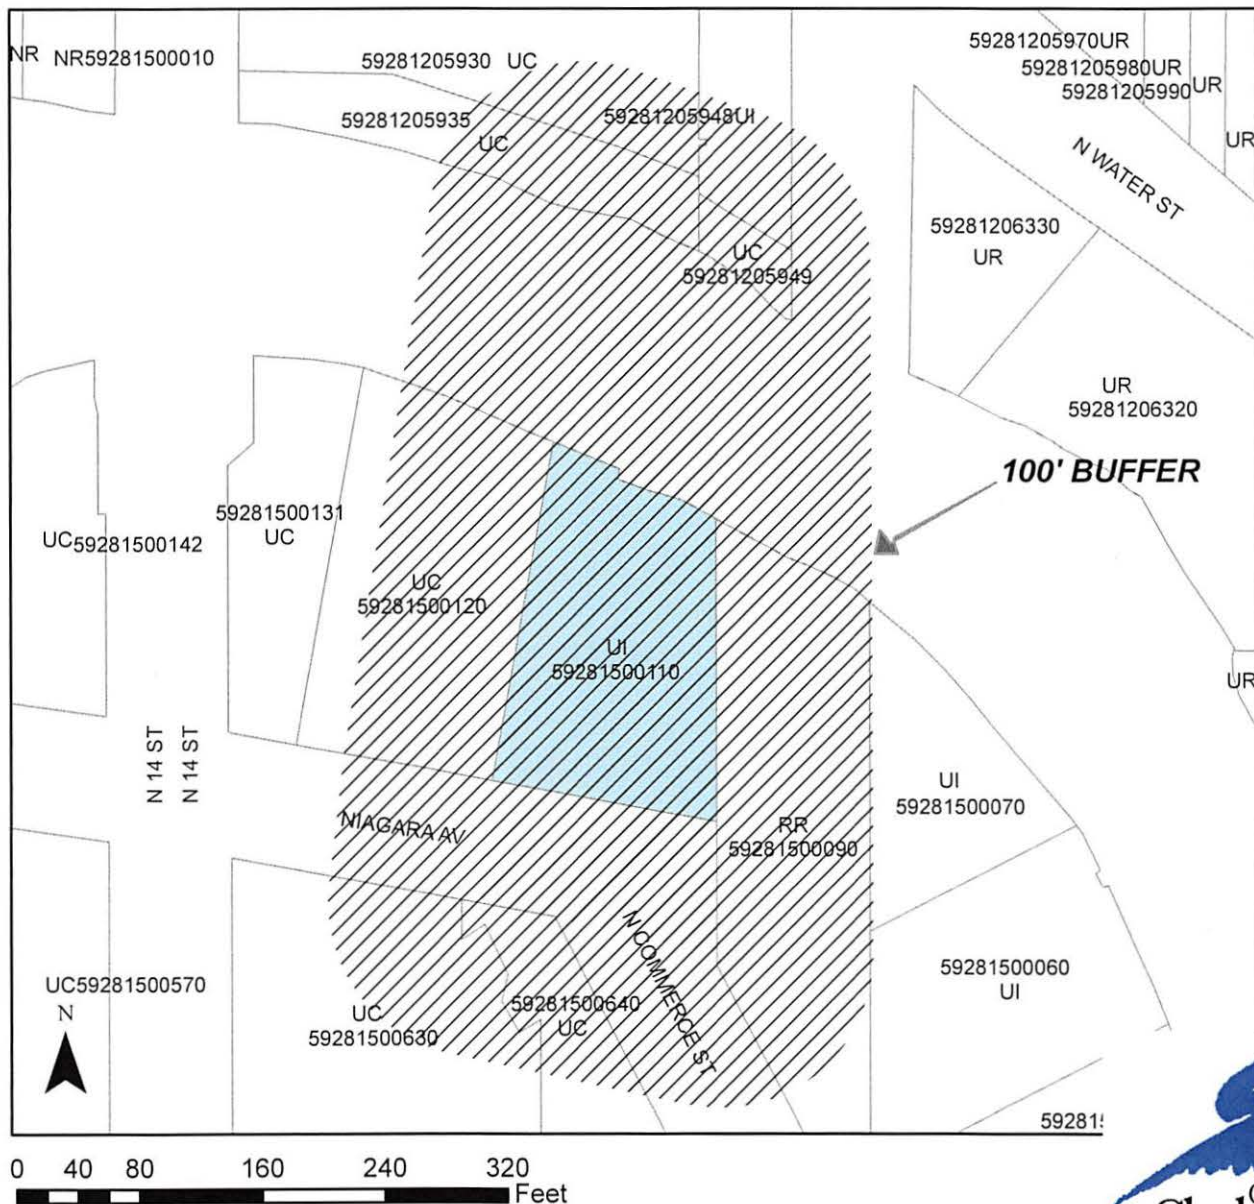 NR
NR59281500010
59281205930 UC
59281205935
UC
59281205948UI
59281205970UR
59281205980UR
59281205990
UR
UR
N WATER ST
59281206330
UR
UC
59281205949
UR
59281206320
100' BUFFER
59281500131
UC
UC59281500142
UC
59281500120
UI
59281500110
UR
N 14 ST
N 14 ST
NIAGARA AV
UI
59281500070
RR
59281500090
N COMMERCE ST
59281500060
UI
UC59281500570
N
UC
59281500630
59281500640
UC
0 40 80 160 240 320
Feet